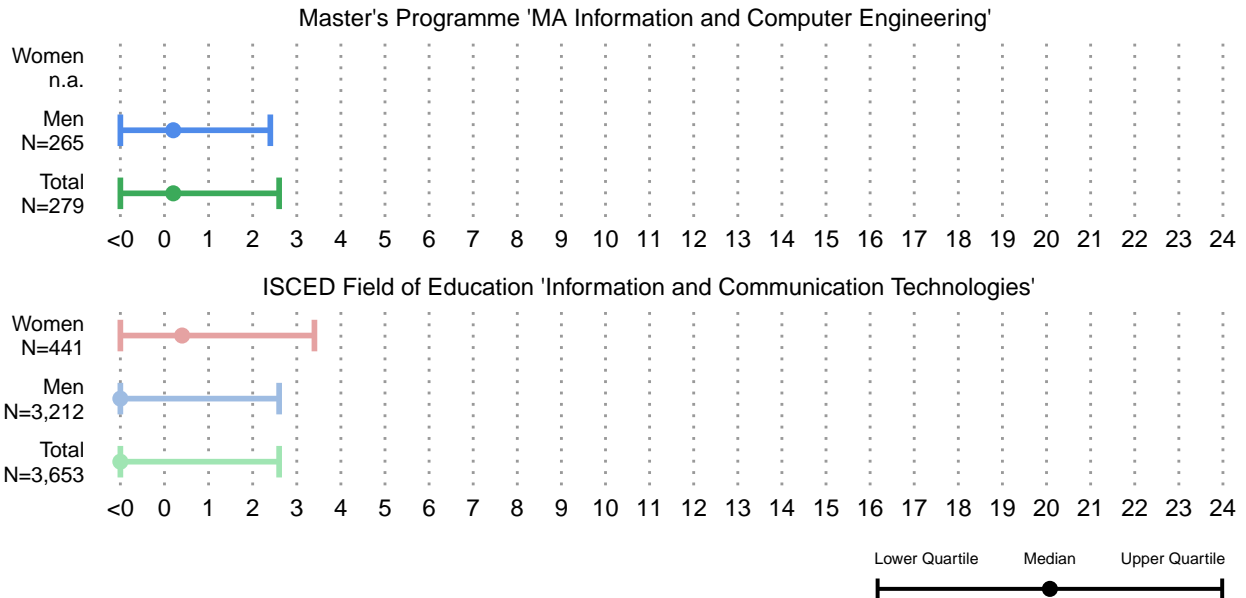 Master's Programme 'MA Information and Computer Engineering'
Women
n.a.
Men
N=265
Total
N=279
<0 0 1 2 3 4 5 6 7 8 9 10 11 12 13 14 15 16 17 18 19 20 21 22 23 24
ISCED Field of Education 'Information and Communication Technologies'
Women
N=441
Men
N=3,212
Total
N=3,653
<0 0 1 2 3 4 5 6 7 8 9 10 11 12 13 14 15 16 17 18 19 20 21 22 23 24
Lower Quartile Median Upper Quartile